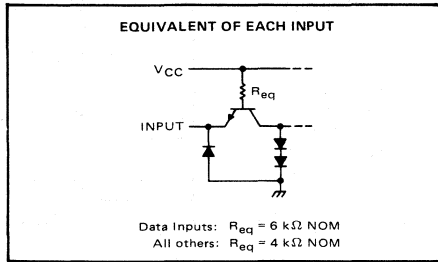 EQUIVALENT OF EACH INPUT
VCC
Req
INPUT
Data Inputs: Req = 6 kΩ NOM
All others: Req = 4 kΩ NOM